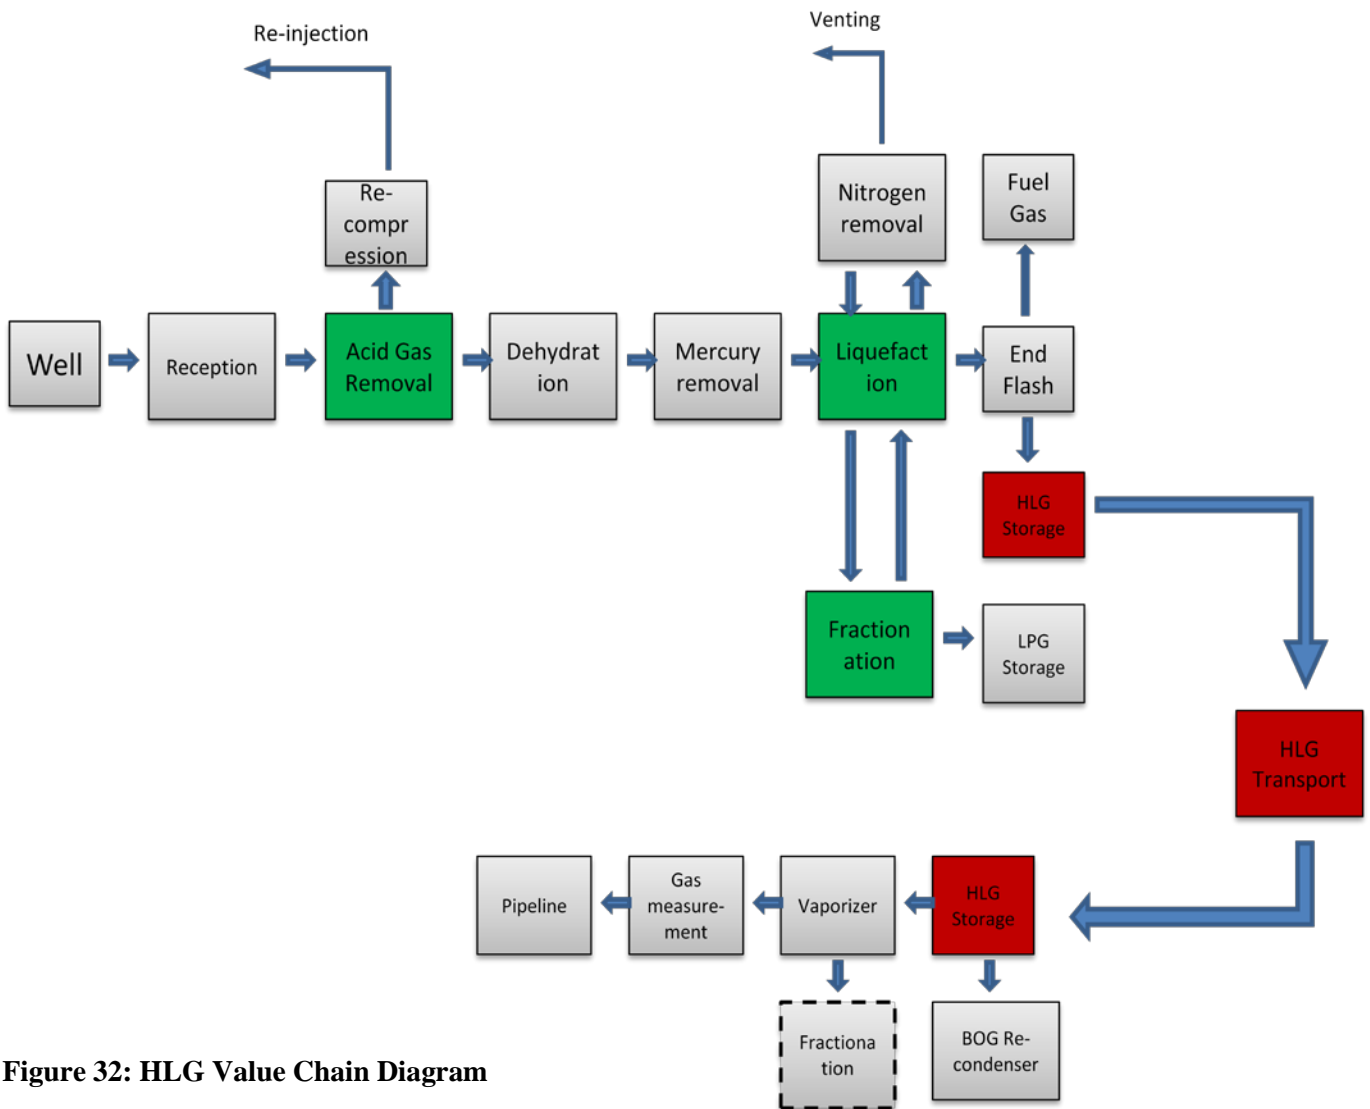 Venting
Re-injection
Re-
compr
ession
Nitrogen
removal
Fuel
Gas
Well
Reception
Acid Gas
Removal
Dehydrat
ion
Mercury
removal
Liquefact
ion
End
Flash
HLG
Storage
Fraction
ation
LPG
Storage
HLG
Transport
Pipeline
Gas
measure-
ment
Vaporizer
HLG
Storage
Fractiona
tion
BOG Re-
condenser
Figure 32: HLG Value Chain Diagram